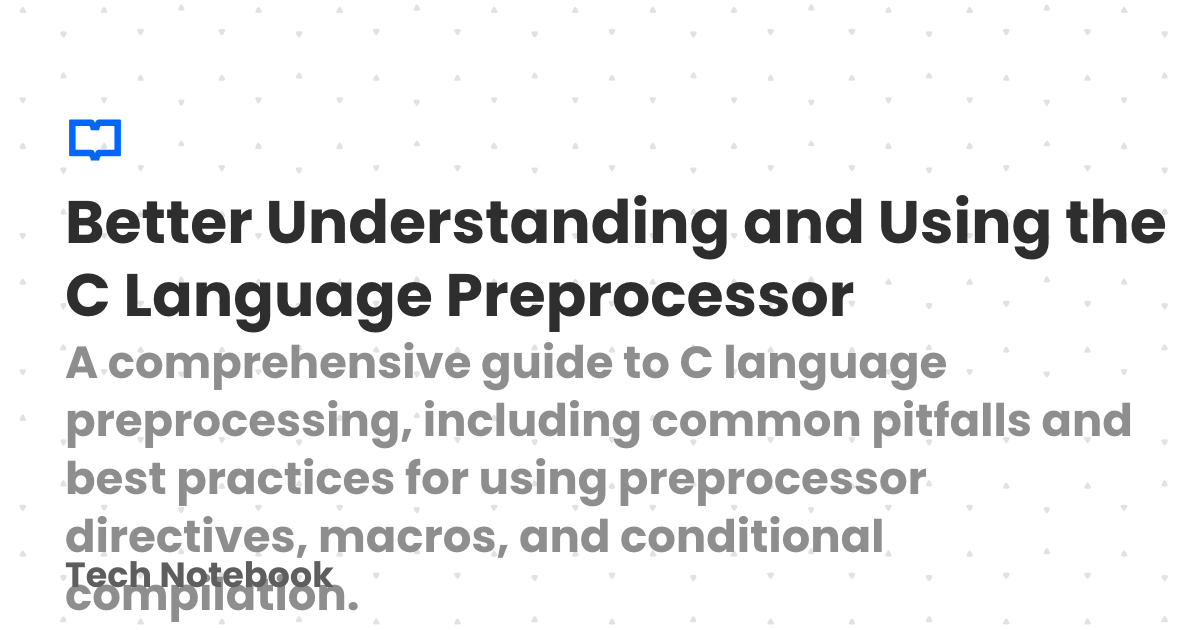 Better Understanding and Using the
C Language Preprocessor
A comprehensive guide to C language
preprocessing, including common pitfalls and
best practices for using preprocessor
directives, macros, and conditional
Tech Notebook
compilation.